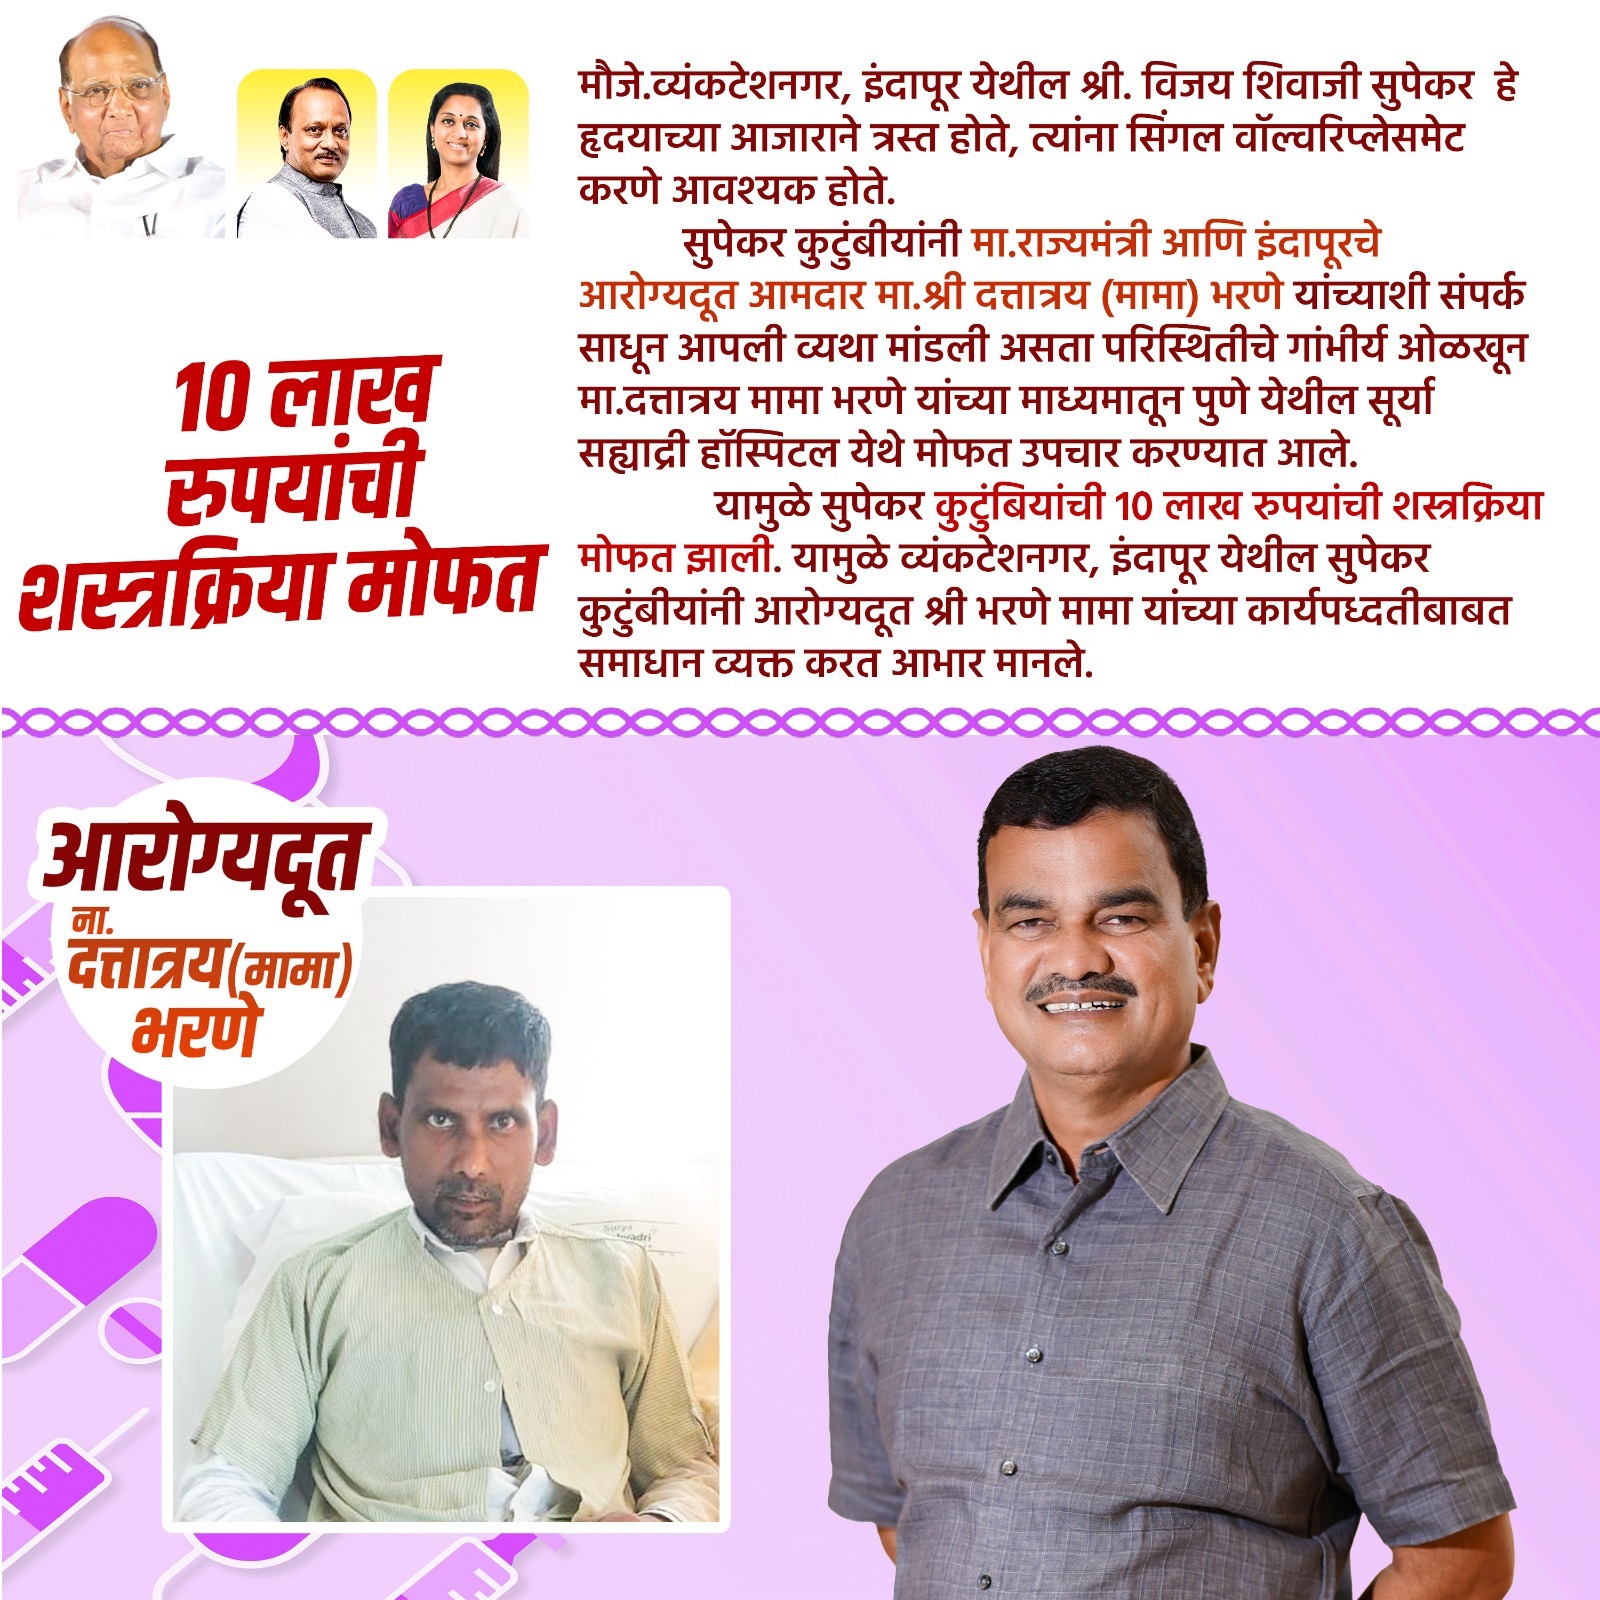 मौजे.व्यंकटेशनगर, इंदापूर येथील श्री. विजय शिवाजी सुपेकर हे
हृदयाच्या आजाराने त्रस्त होते, त्यांना सिंगल वॉल्वरिप्लेसमेट
करणे आवश्यक होते.
सुपेकर कुटुंबीयांनी मा.राज्यमंत्री आणि इंदापूरचे
आरोग्यदूत आमदार मा.श्री दत्तात्रय (मामा) भरणे यांच्याशी संपर्क
साधून आपली व्यथा मांडली असता परिस्थितीचे गांभीर्य ओळखून
मा.दत्तात्रय मामा भरणे यांच्या माध्यमातून पुणे येथील सूर्या
सह्याद्री हॉस्पिटल येथे मोफत उपचार करण्यात आले.
यामुळे सुपेकर कुटुंबियांची 10 लाख रुपयांची शस्त्रक्रिया
मोफत झाली. यामुळे व्यंकटेशनगर, इंदापूर येथील सुपेकर
कुटुंबीयांनी आरोग्यदूत श्री भरणे मामा यांच्या कार्यपध्दतीबाबत
समाधान व्यक्त करत आभार मानले.
10 लाख
रुपयांची
शस्त्रक्रिया मोफत
आरोग्यदूत
ना.
दत्तात्रय(मामा)
भरणे
Surya